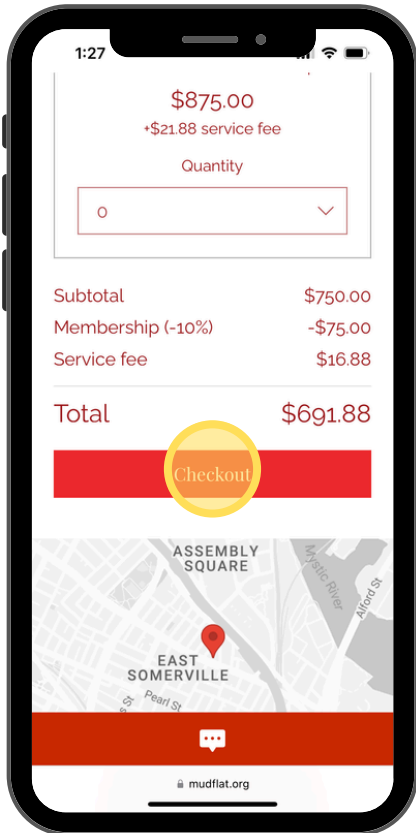 1:27
$875.00
+$21.88 service fee
Quantity
0
Subtotal $750.00
Membership (-10%) -$75.00
Service fee $16.88
Total $691.88
Checkout
ASSEMBLY
SQUARE
Mystic River
Alford St
EAST
SOMERVILLE
Pearl St
mudflat.org